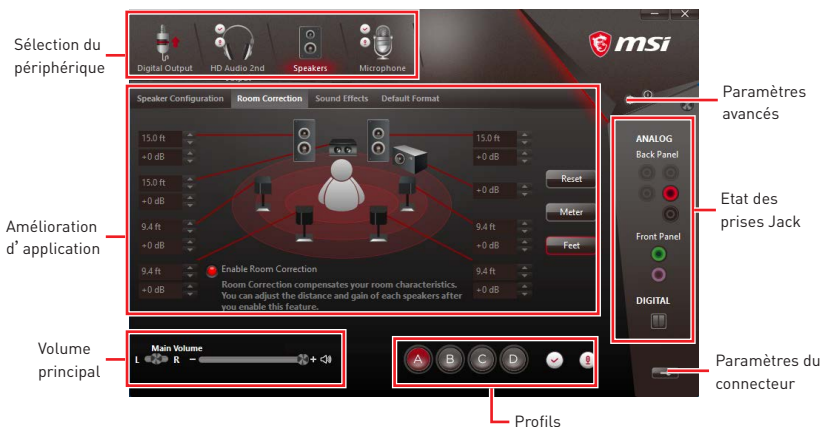 Sélection du
périphérique
Digital Output
HD Audio 2nd
Speakers
Microphone
msi
Speaker Configuration
Room Correction
Sound Effects
Default Format
15.0 ft
+0 dB
15.0 ft
+0 dB
9.4 ft
+0 dB
9.4 ft
+0 dB
15.0 ft
+0 dB
+0 dB
9.4 ft
+0 dB
9.4 ft
+0 dB
Reset
Meter
Feet
Enable Room Correction
Room Correction compensates your room characteristics.
You can adjust the distance and gain of each speakers after
you enable this feature.
Amélioration
d'application
Paramètres
avancés
ANALOG
Back Panel
Front Panel
DIGITAL
Etat des
prises Jack
Volume
principal
Main Volume
L R - +
A B C D
Profils
Paramètres du
connecteur